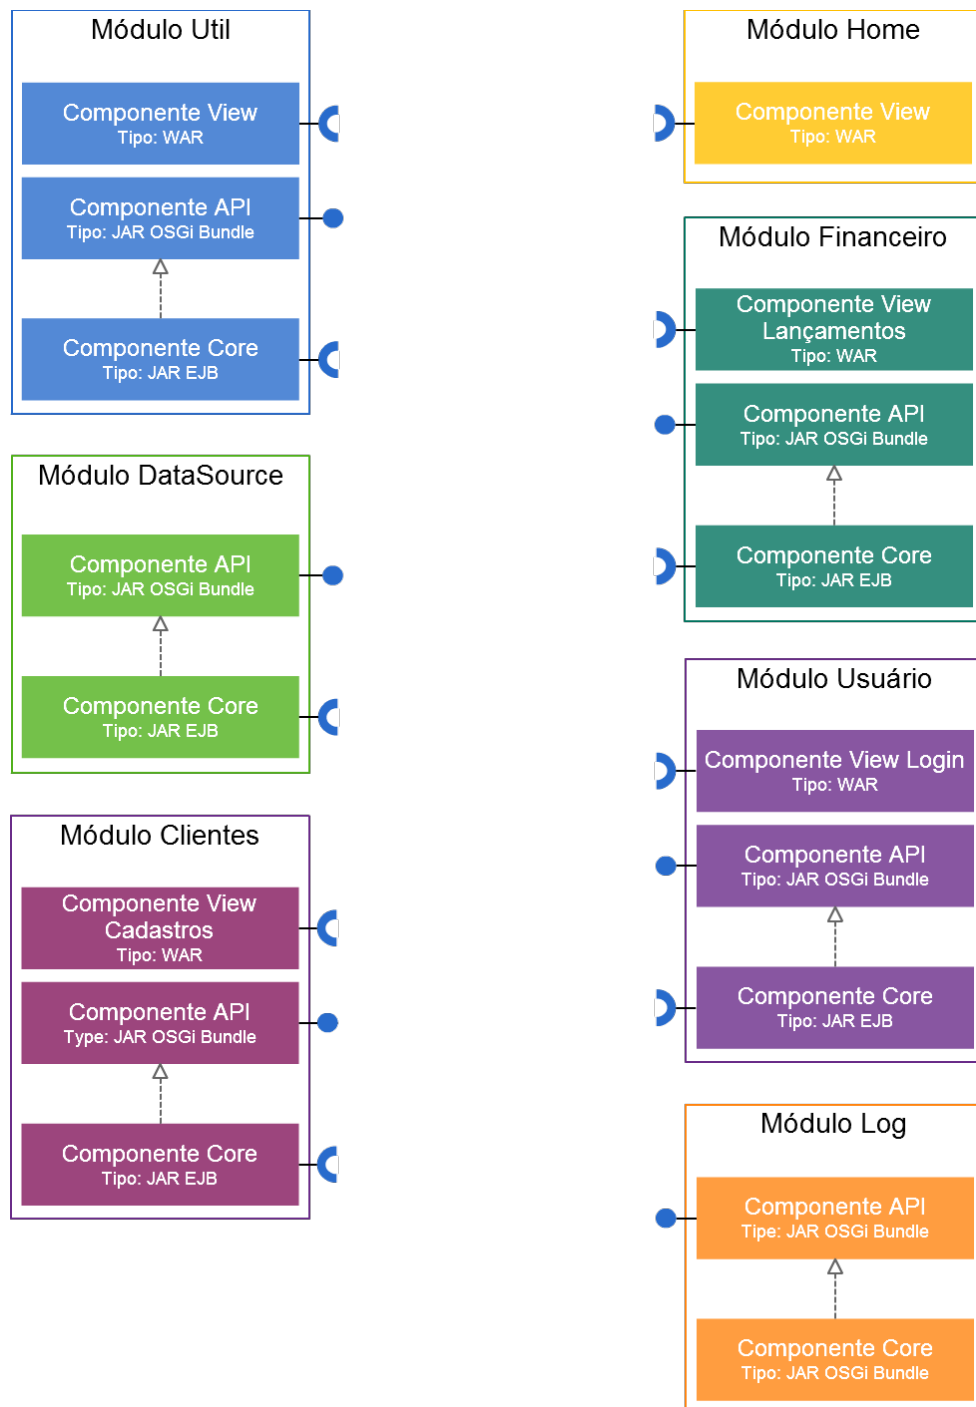 Módulo Util
Componente View
Tipo: WAR
Componente API
Tipo: JAR OSGi Bundle
Componente Core
Tipo: JAR EJB
Módulo DataSource
Componente API
Tipo: JAR OSGi Bundle
Componente Core
Tipo: JAR EJB
Módulo Clientes
Componente View
Cadastros
Tipo: WAR
Componente API
Type: JAR OSGi Bundle
Componente Core
Tipo: JAR EJB
Módulo Home
Componente View
Tipo: WAR
Módulo Financeiro
Componente View
Lançamentos
Tipo: WAR
Componente API
Tipo: JAR OSGi Bundle
Componente Core
Tipo: JAR EJB
Módulo Usuário
Componente View Login
Tipo: WAR
Componente API
Tipo: JAR OSGi Bundle
Componente Core
Tipo: JAR EJB
Módulo Log
Componente API
Tipe: JAR OSGi Bundle
Componente Core
Tipo: JAR OSGi Bundle